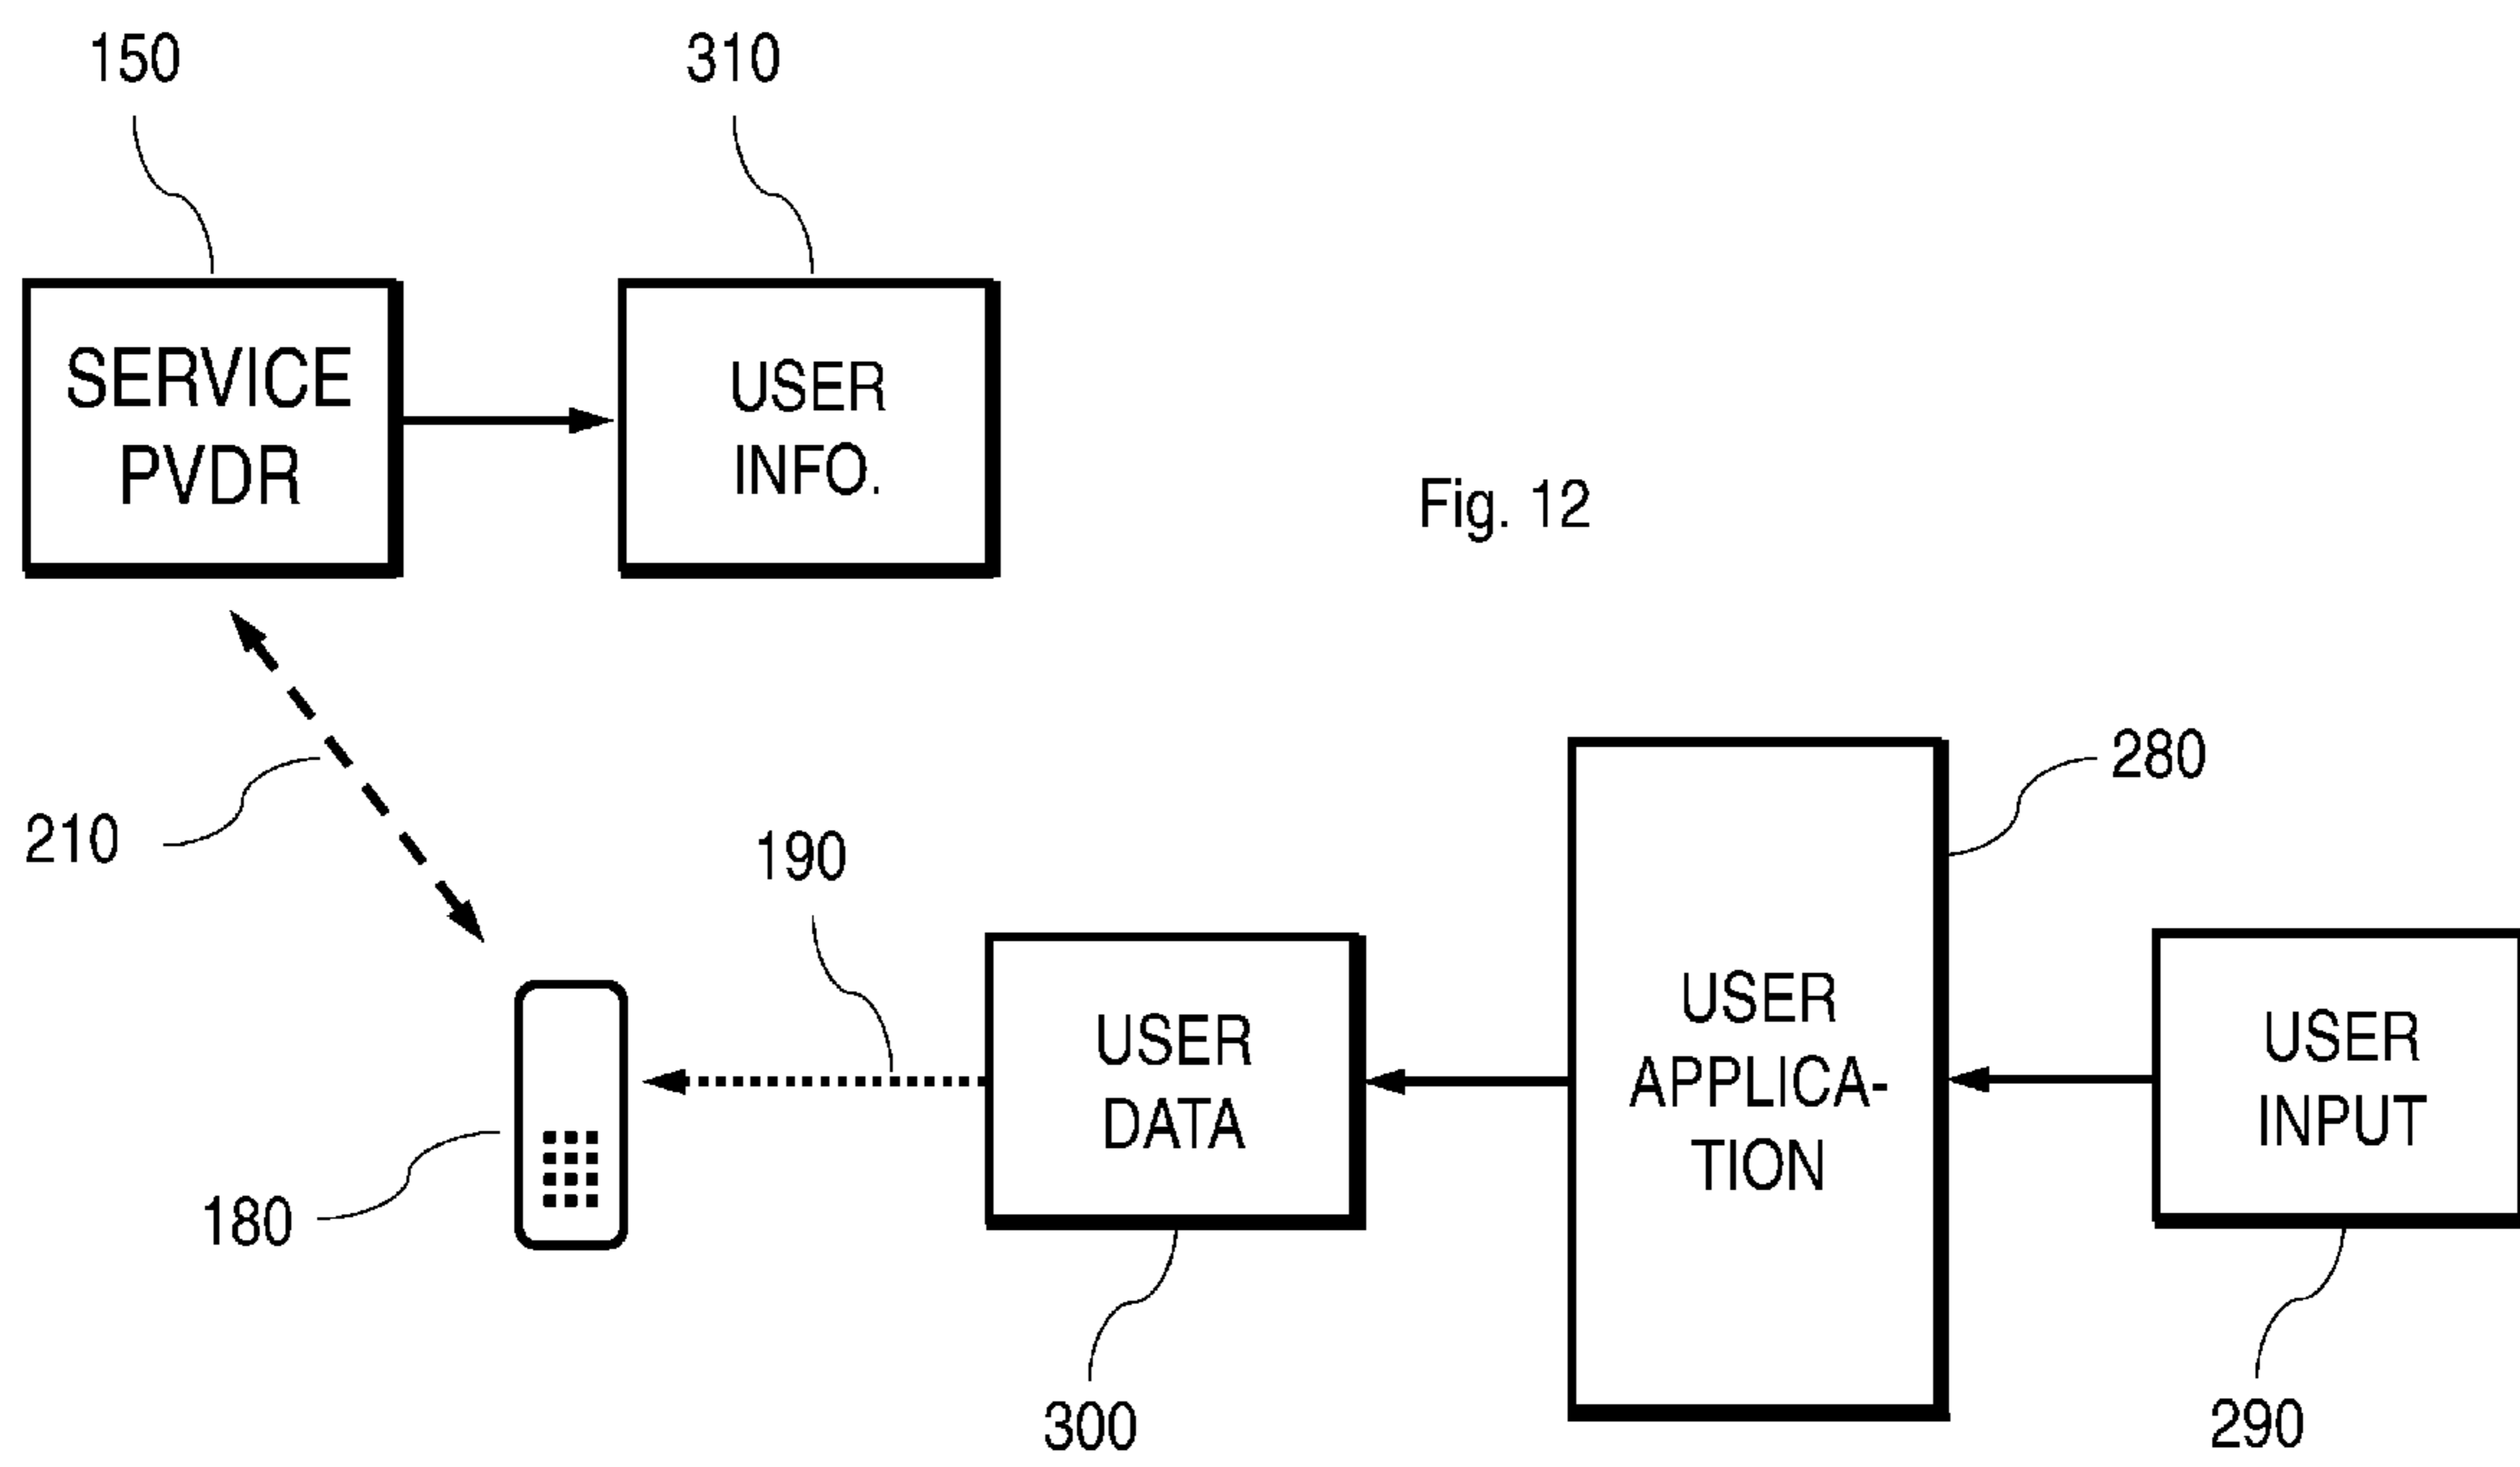 150
310
SERVICE
PVDR
USER
INFO.
Fig. 12
280
210
190
USER
DATA
USER
APPLICA-
TION
USER
INPUT
180
300
290